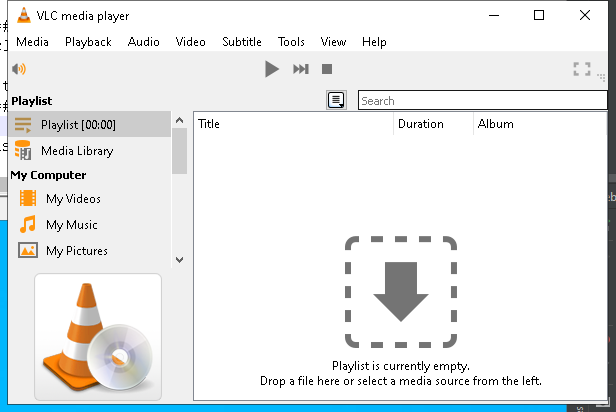 VLC media player
Media Playback Audio Video Subtitle Tools View Help
Playlist
Search
Playlist [00:00]
Title Duration Album
Media Library
My Computer
My Videos
My Music
My Pictures
Playlist is currently empty.
Drop a file here or select a media source from the left.